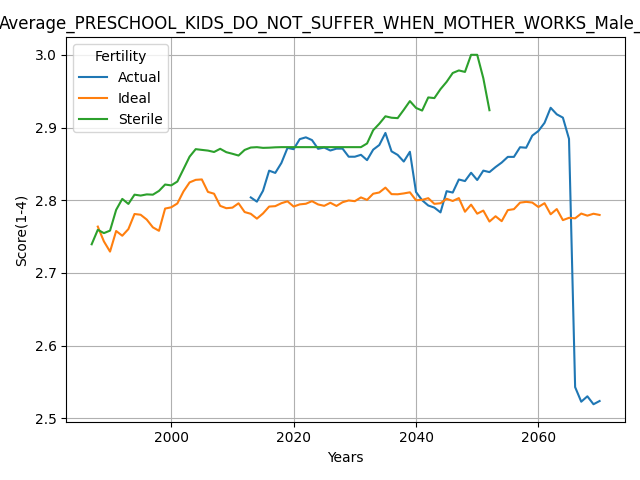 Average_PRESCHOOL_KIDS_DO_NOT_SUFFER_WHEN_MOTHER_WORKS_Male_
Fertility
Actual
Ideal
Sterile
Score(1-4)
3.0
2.9
2.8
2.7
2.6
2.5
2000 2020 2040 2060
Years